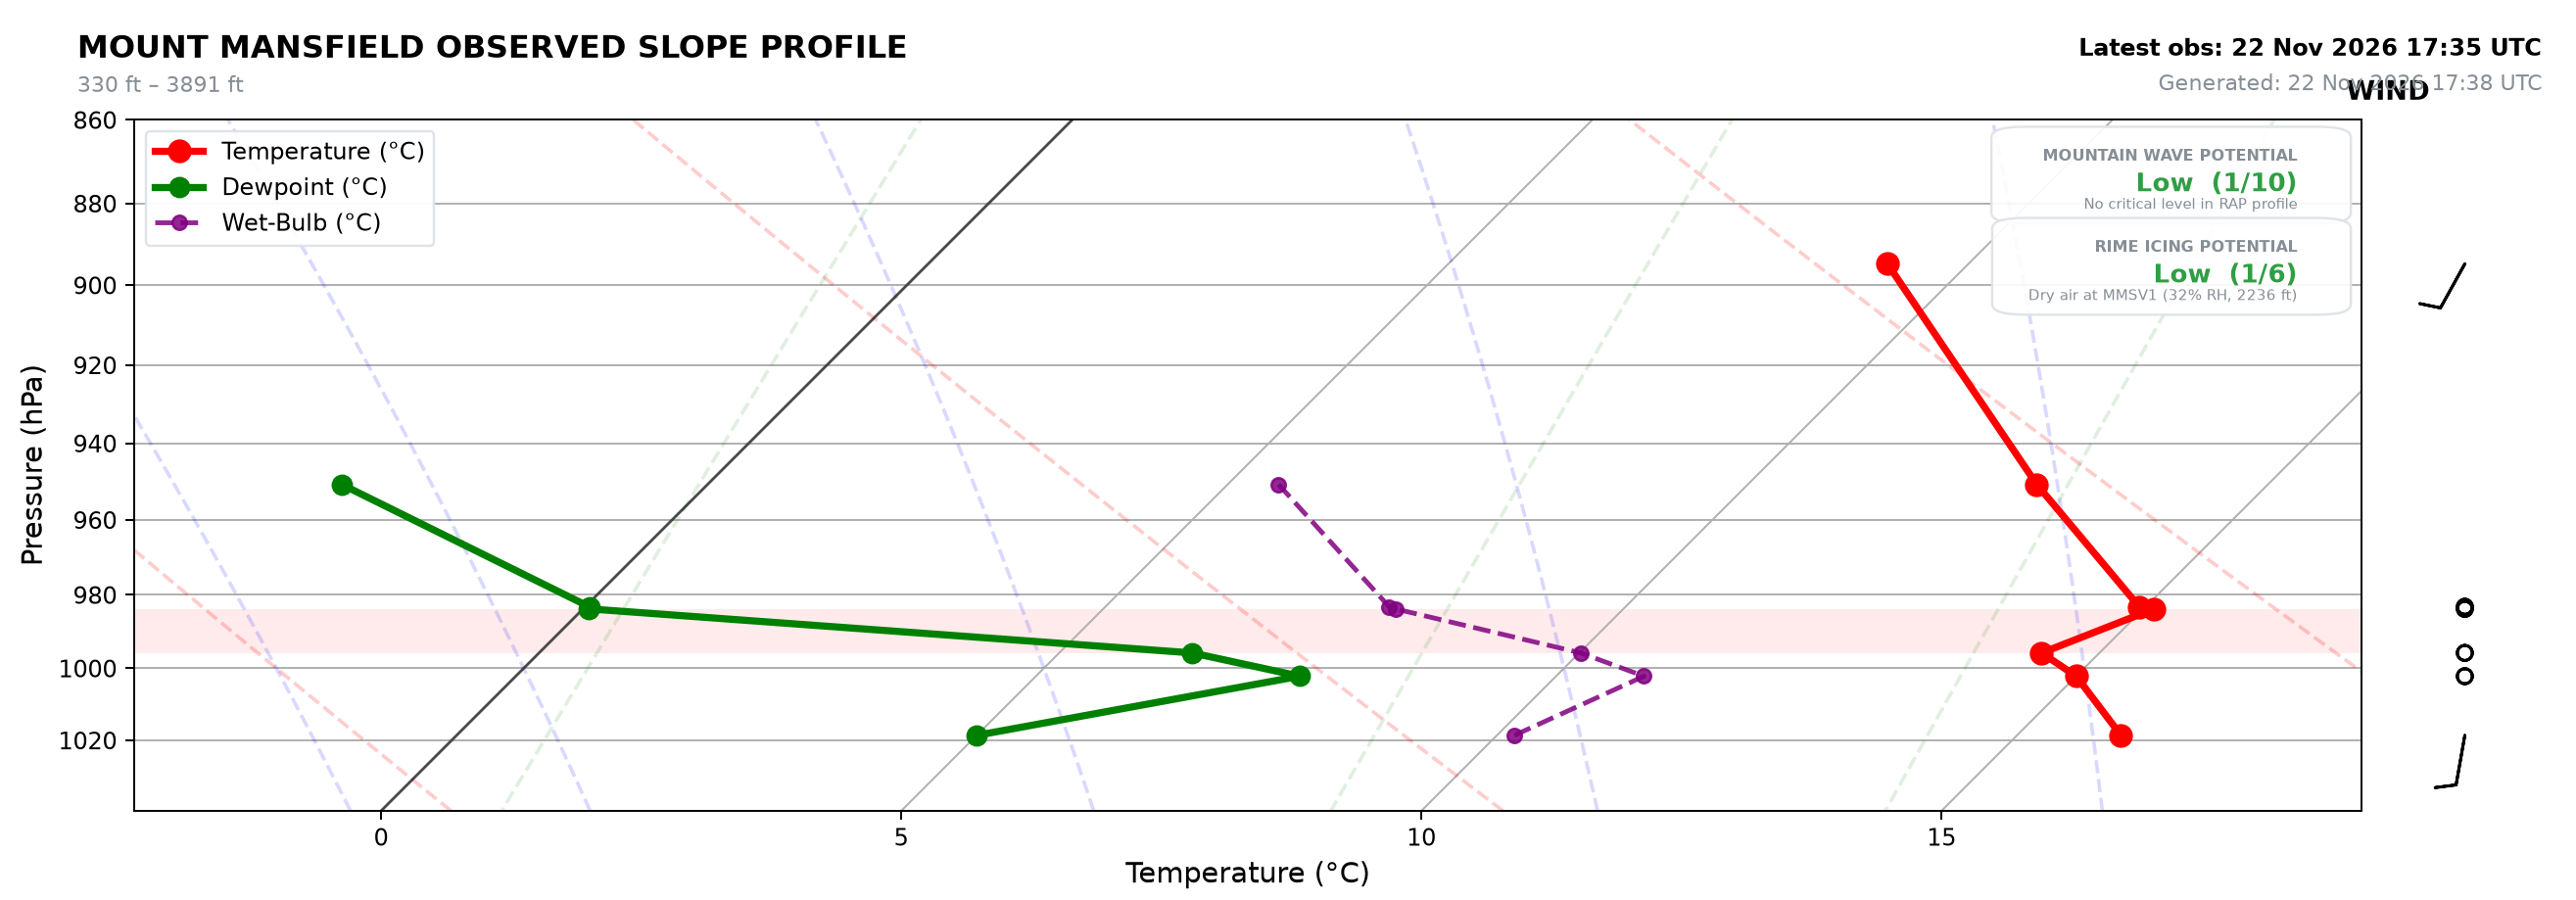 MOUNT MANSFIELD OBSERVED SLOPE PROFILE
330 ft – 3891 ft
Latest obs: 22 Nov 2026 17:35 UTC
Generated: 22 Nov 2026 17:38 UTC
WIND
Temperature (°C)
Dewpoint (°C)
Wet-Bulb (°C)
MOUNTAIN WAVE POTENTIAL
Low (1/10)
No critical level in RAP profile
RIME ICING POTENTIAL
Low (1/6)
Dry air at MMSV1 (32% RH, 2236 ft)
Pressure (hPa)
860
880
900
920
940
960
980
1000
1020
0
5
10
15
Temperature (°C)